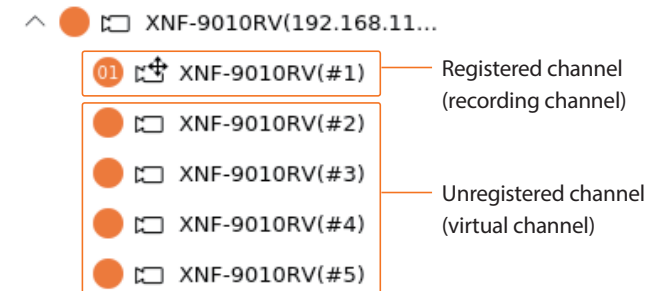 XNF-9010RV(192.168.11...
01 XNF-9010RV(#1)
Registered channel
(recording channel)
XNF-9010RV(#2)
XNF-9010RV(#3)
XNF-9010RV(#4)
XNF-9010RV(#5)
Unregistered channel
(virtual channel)